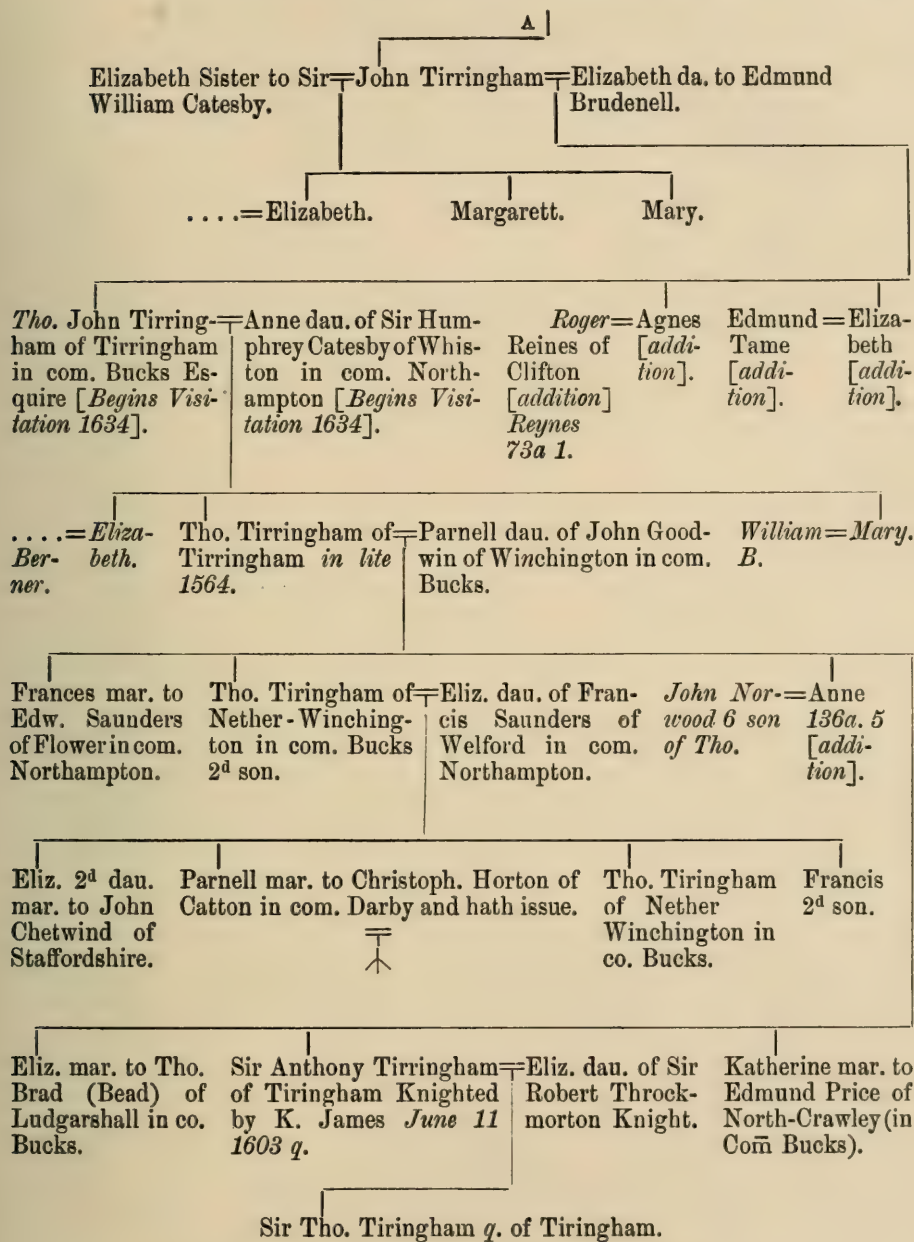 A
Elizabeth Sister to Sir=John Tirringham=Elizabeth da. to Edmund
William Catesby. Brudenell.
. . . .=Elizabeth. Margarett. Mary.
Tho. John Tirring-
ham of Tirringham
in com. Bucks Es-
quire [Begins Visi-
tation 1634].
=Anne dau. of Sir Hum-
phrey Catesby of Whis-
ton in com. North-
ampton [Begins Visi-
tation 1634].
Roger=
Reines of
Clifton
[addition]
Reynes
73a 1.
Agnes
[addi-
tion].
Edmund=
Tame
[addi-
tion].
Eliza-
beth
[addi-
tion].
. . . .=
Ber-
ner.
Eliza-
beth.
Tho. Tirringham of
Tirringham in lite
1564.
=Parnell dau. of John Good-
win of Winchington in com.
Bucks.
William=Mary.
B.
Frances mar. to
Edw. Saunders
of Flower in com.
Northampton.
Tho. Tiringham of
Nether-Winching-
ton in com. Bucks
2d son.
=Eliz. dau. of Fran-
cis Saunders of
Welford in com.
Northampton.
John Nor-=
wood 6 son
of Tho.
Anne
136a. 5
[addi-
tion].
Eliz. 2d dau.
mar. to John
Chetwind of
Staffordshire.
Parnell mar. to Christoph. Horton of
Catton in com. Darby and hath issue.
Tho. Tiringham
of Nether
Winchington in
co. Bucks.
Francis
2d son.
Eliz. mar. to Tho.
Brad (Bead) of
Ludgarshall in co.
Bucks.
Sir Anthony Tirringham
of Tiringham Knighted
by K. James June 11
1603 q.
=Eliz. dau. of Sir
Robert Throck-
morton Knight.
Katherine mar. to
Edmund Price of
North-Crawley (in
Com̄ Bucks).
Sir Tho. Tiringham q. of Tiringham.